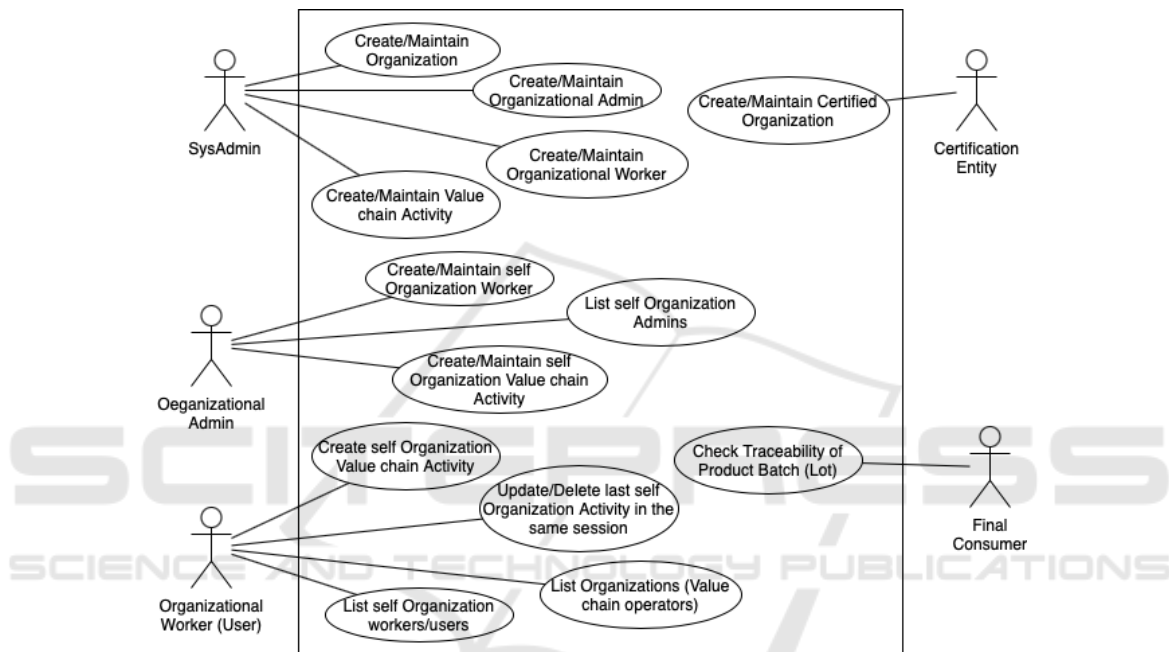 Create/Maintain
Organization
SysAdmin
Create/Maintain
Organizational Admin
Create/Maintain Certified
Organization
Certification
Entity
Create/Maintain
Organizational Worker
Create/Maintain Value
chain Activity
Create/Maintain self
Organization Worker
List self Organization
Admins
Create/Maintain self
Organization Value chain
Activity
Oeganizational
Admin
Create self Organization
Value chain Activity
Check Traceability of
Product Batch (Lot)
Final
Consumer
Update/Delete last self
Organization Activity in the
same session
List Organizations (Value
chain operators)
Organizational
Worker (User)
List self Organization
workers/users
SCITEPRESS
SCIENCE AND TECHNOLOGY PUBLICATIONS